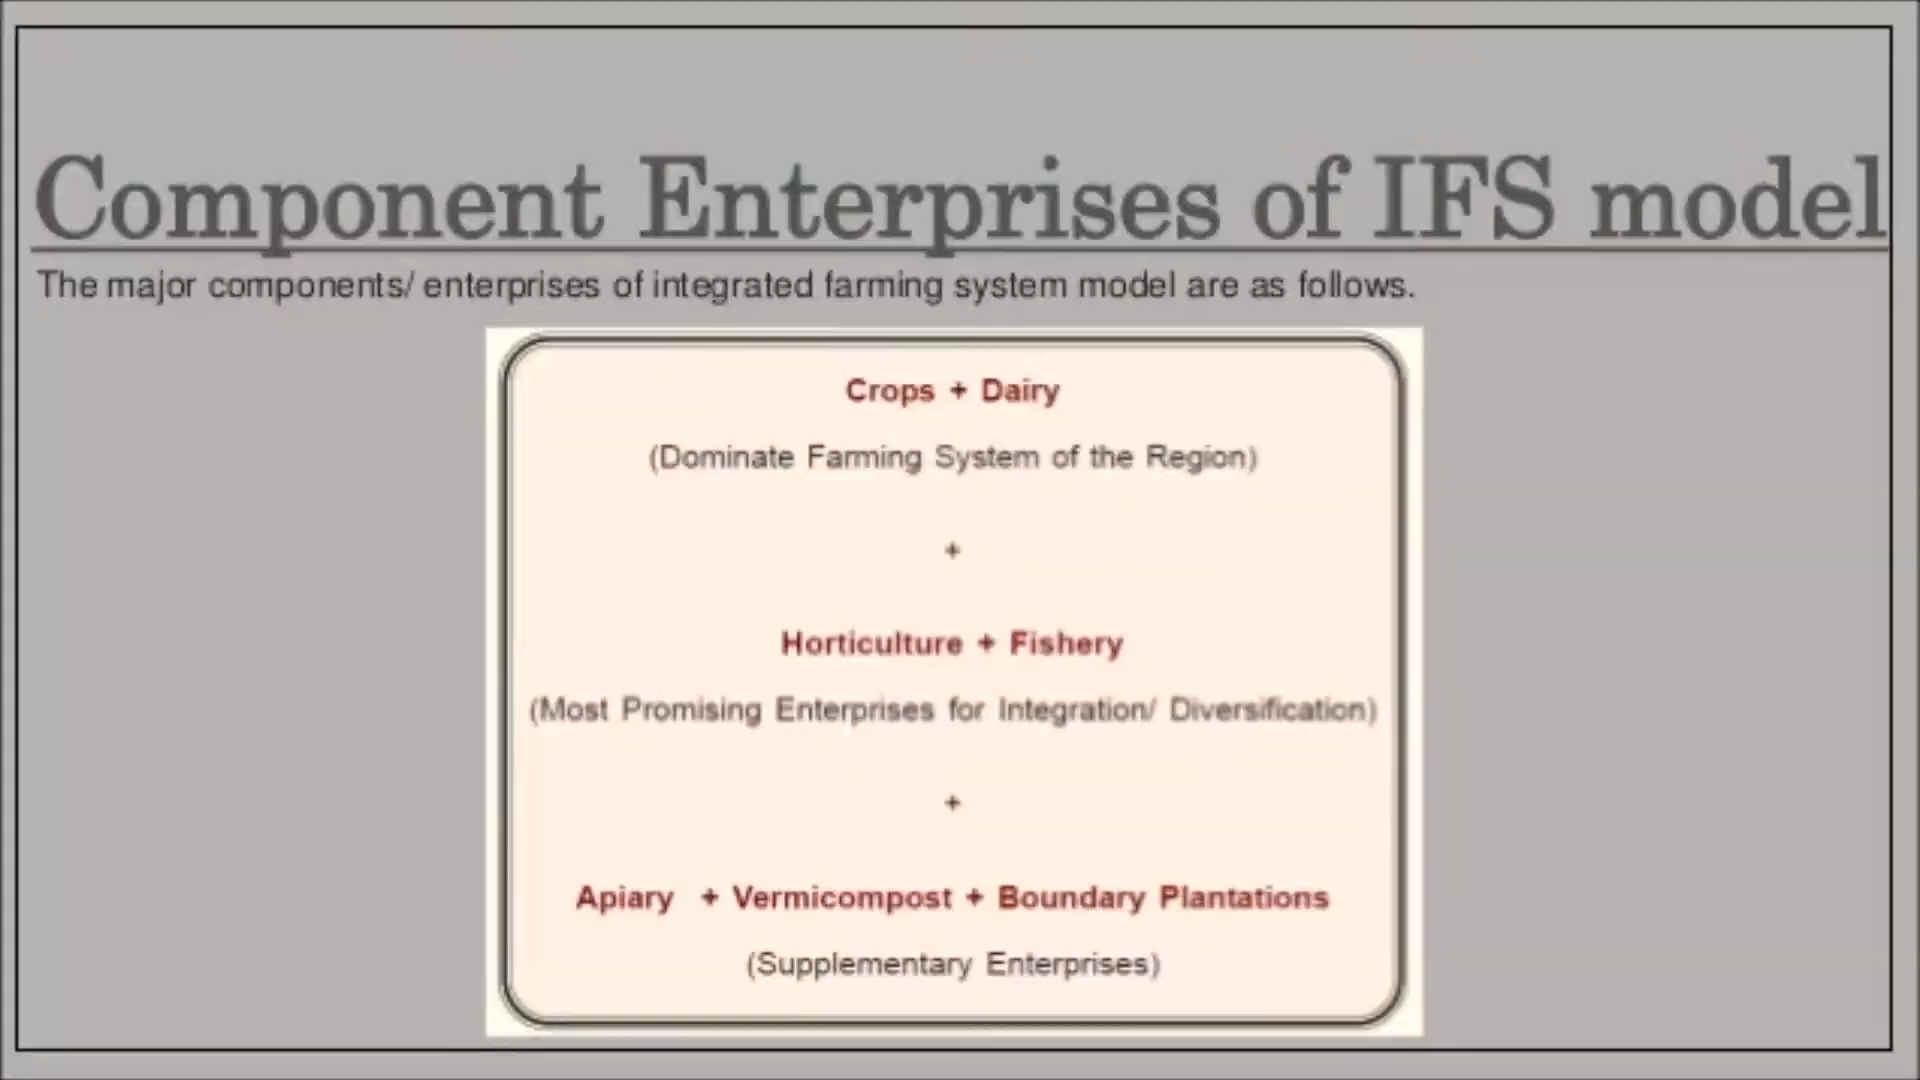 Component Enterprises of IFS model
The major components/ enterprises of integrated farming system model are as follows.
Crops + Dairy
(Dominate Farming System of the Region)
+
Horticulture + Fishery
(Most Promising Enterprises for Integration/ Diversification)
+
Apiary + Vermicompost + Boundary Plantations
(Supplementary Enterprises)